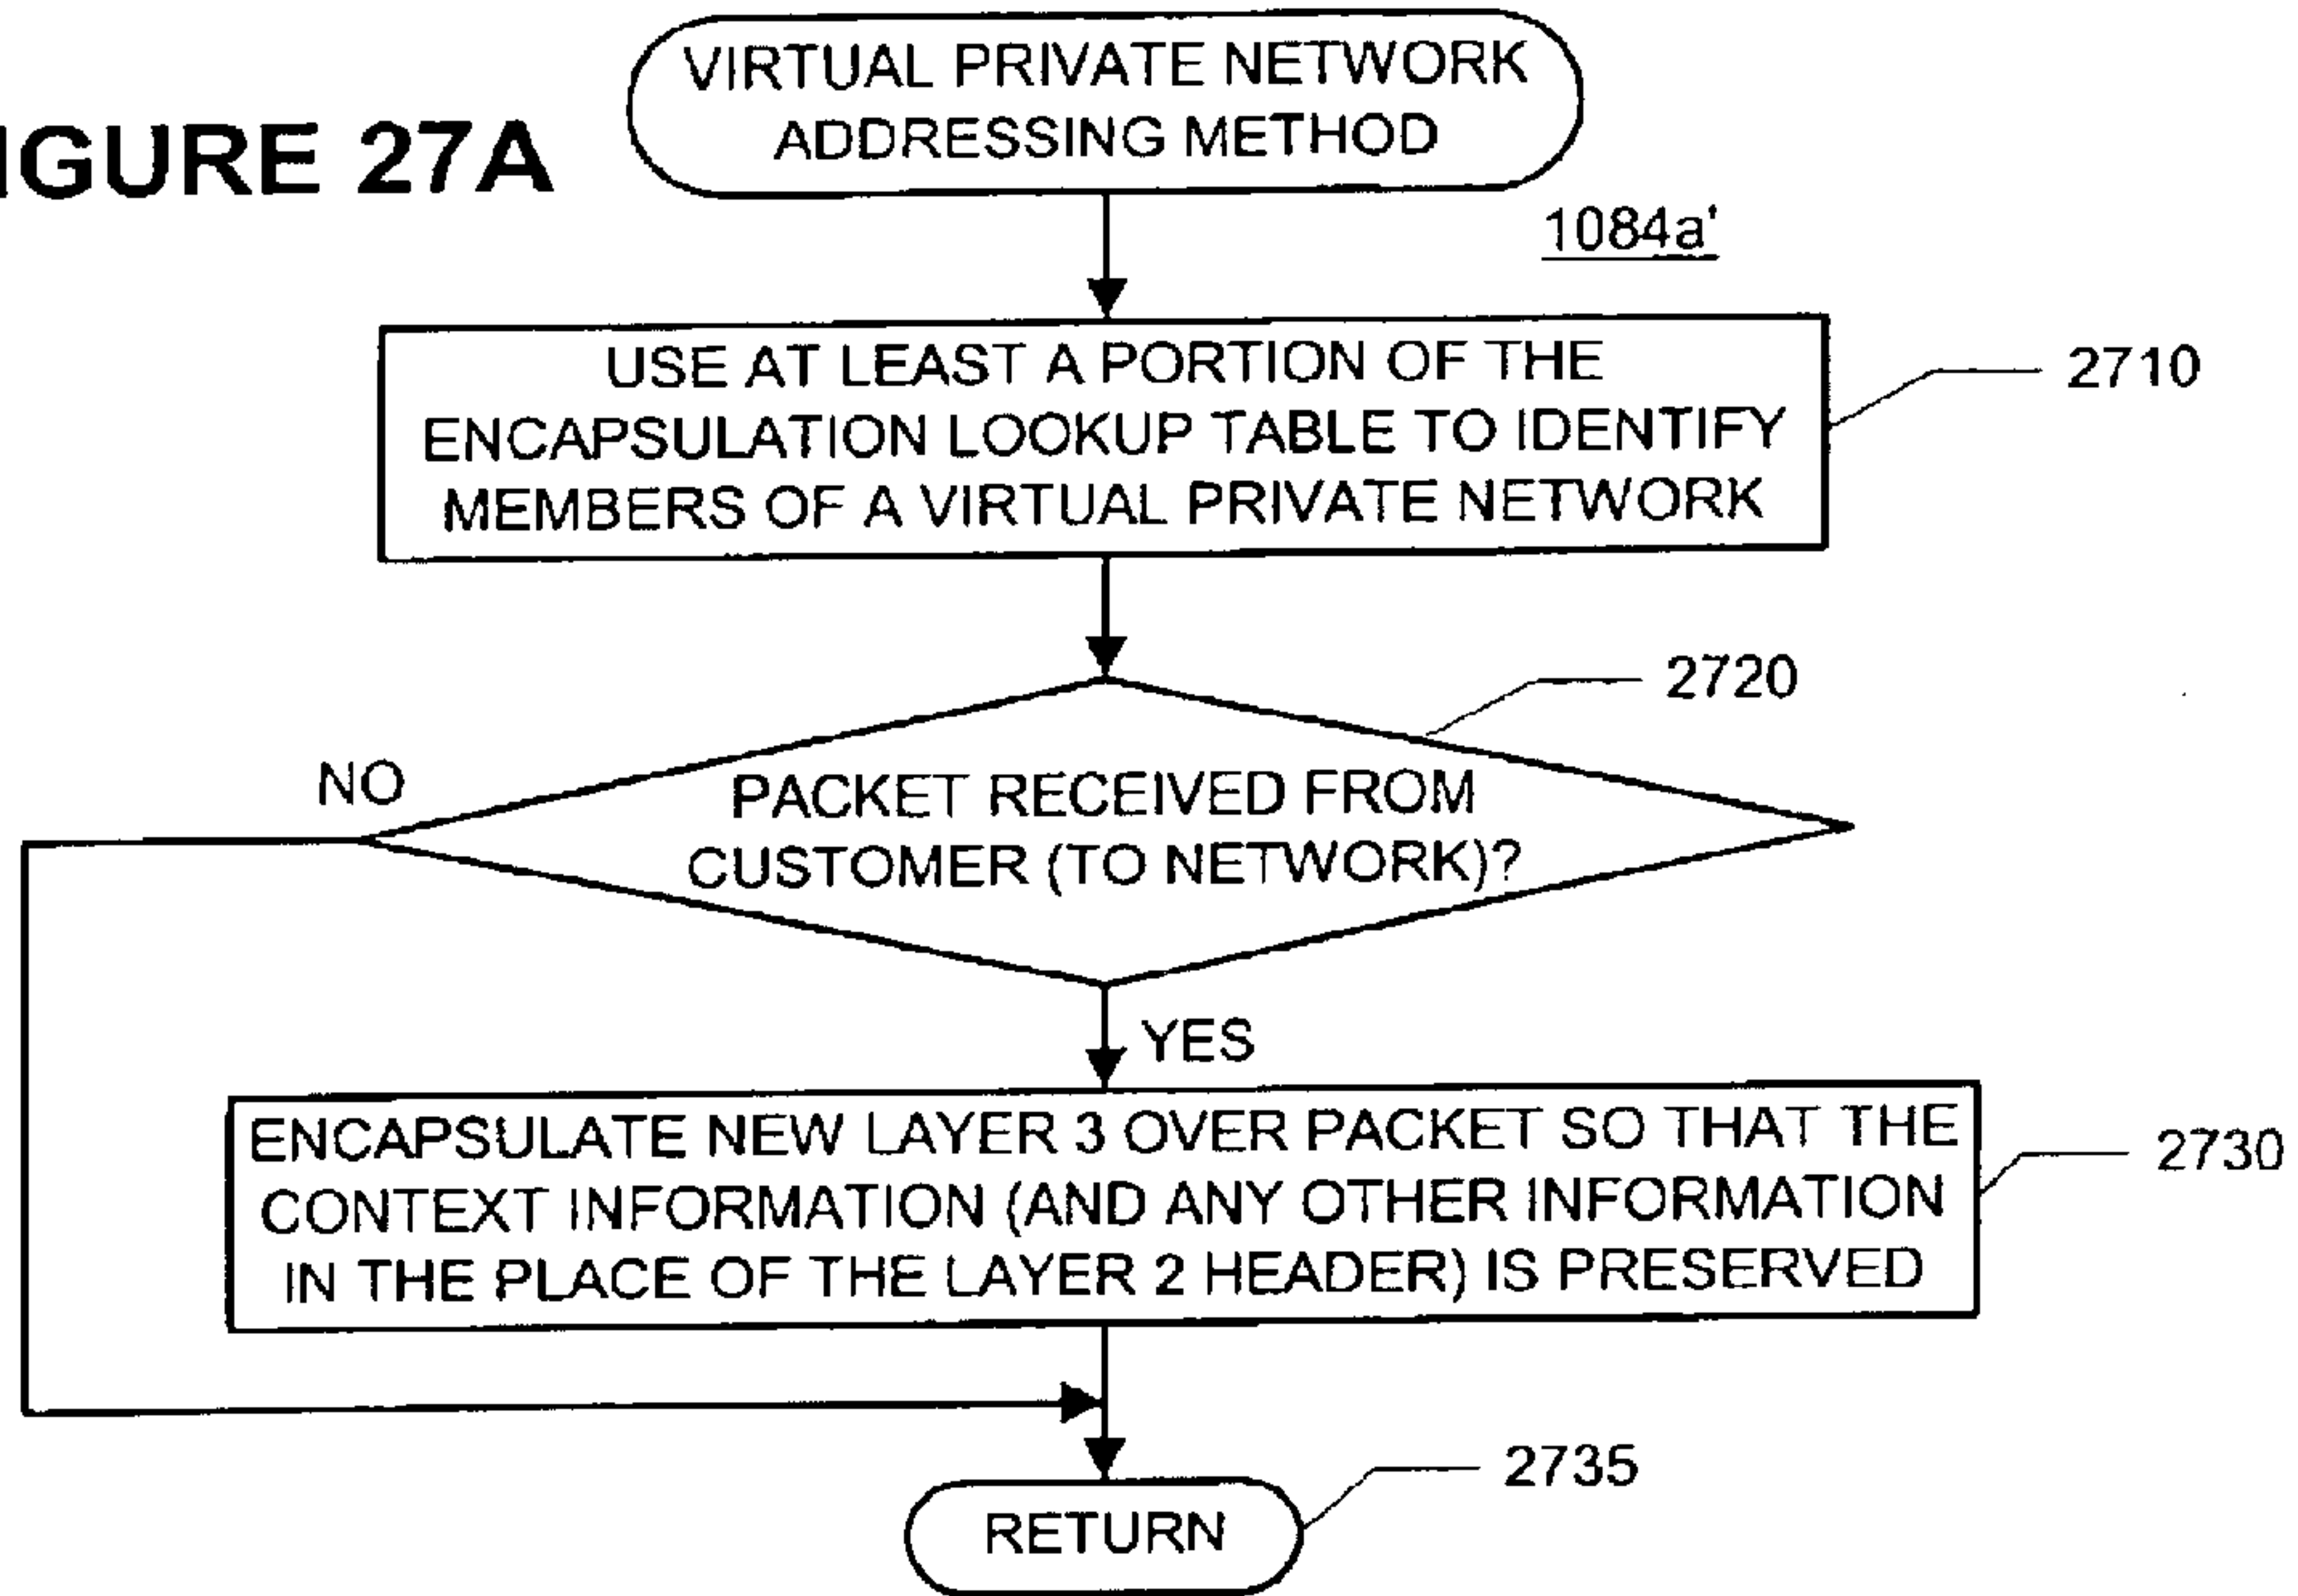 IGURE 27A
VIRTUAL PRIVATE NETWORK
ADDRESSING METHOD
1084a'
USE AT LEAST A PORTION OF THE
ENCAPSULATION LOOKUP TABLE TO IDENTIFY
MEMBERS OF A VIRTUAL PRIVATE NETWORK
2710
2720
NO
PACKET RECEIVED FROM
CUSTOMER (TO NETWORK)?
YES
ENCAPSULATE NEW LAYER 3 OVER PACKET SO THAT THE
CONTEXT INFORMATION (AND ANY OTHER INFORMATION
IN THE PLACE OF THE LAYER 2 HEADER) IS PRESERVED
2730
2735
RETURN